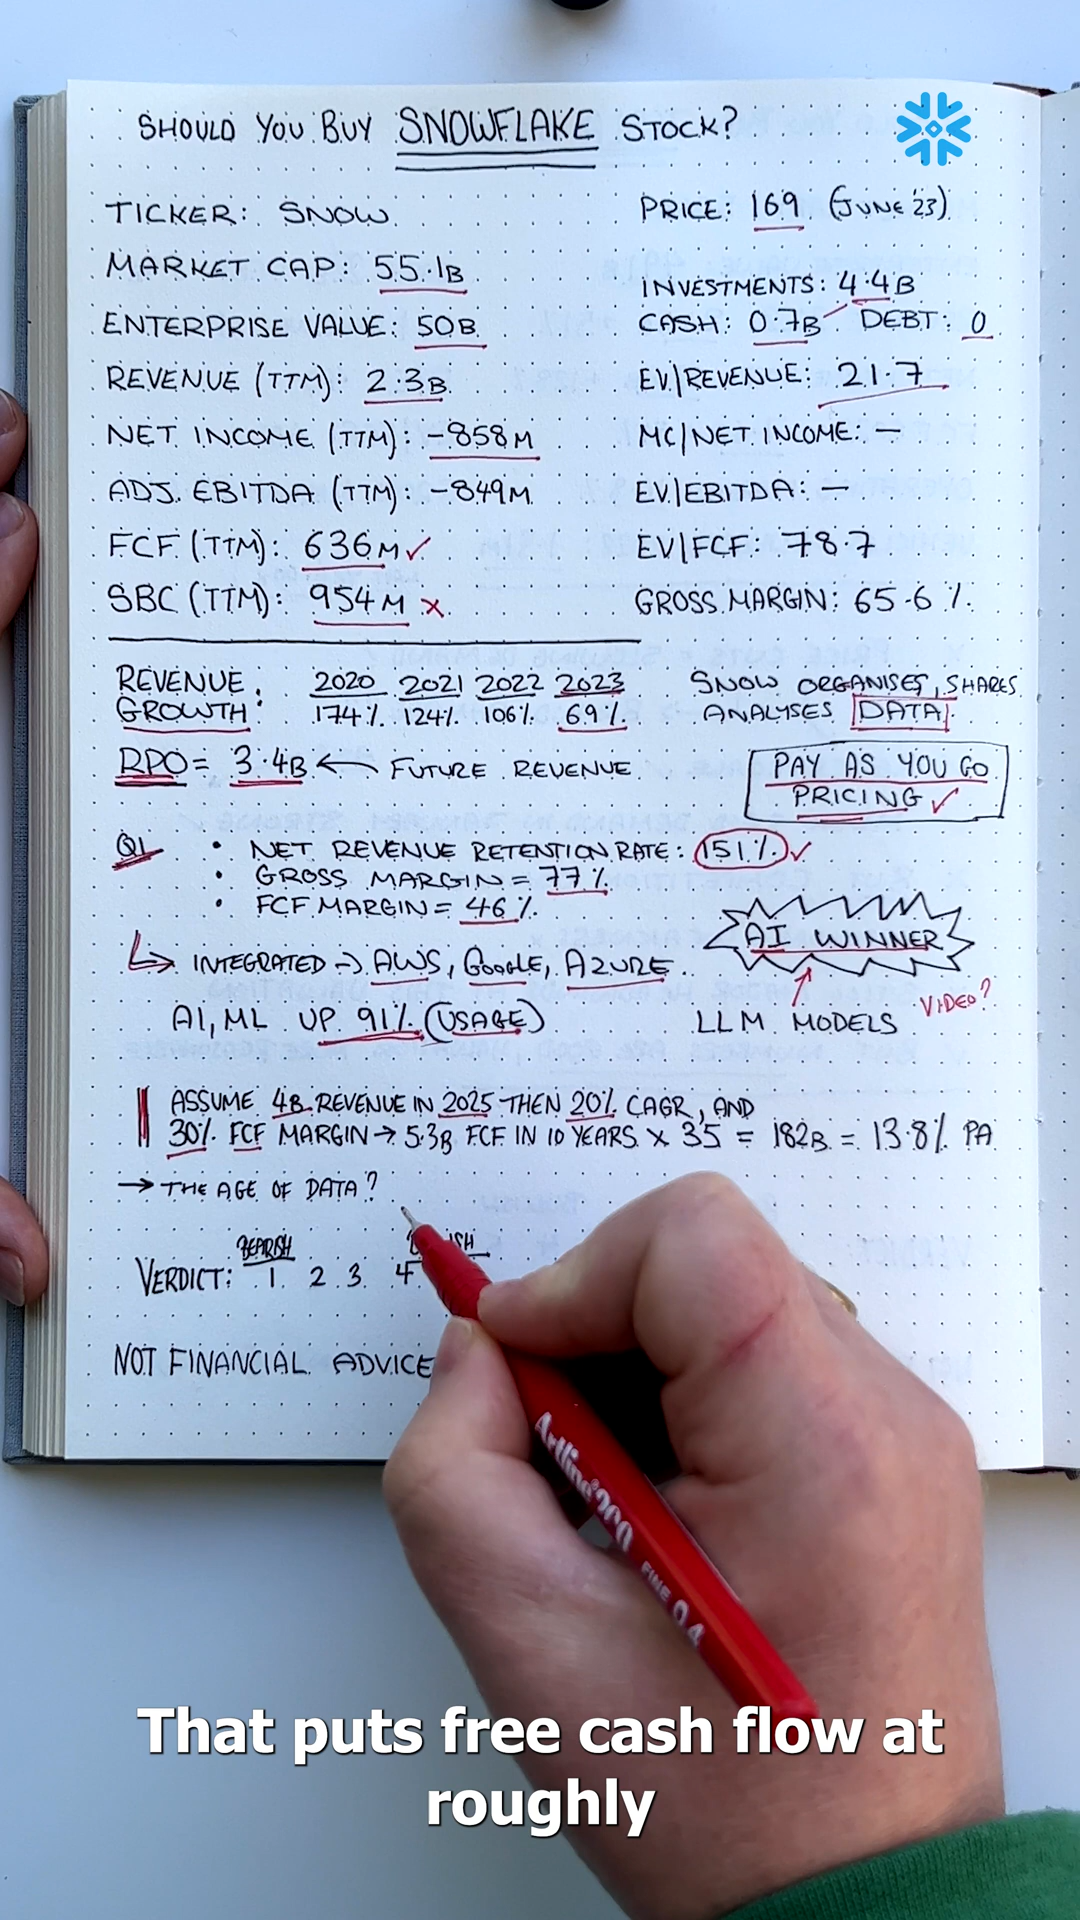 SHOULD YOU BUY SNOWFLAKE STOCK?
TICKER: SNOW
PRICE: 169 (JUNE '23)
MARKET CAP: 55.1B
INVESTMENTS: 4.4B
ENTERPRISE VALUE: 50B
CASH: 0.7B DEBT: 0
REVENUE (TTM): 2.3B
EV/REVENUE: 21.7
NET INCOME (TTM): -858M
MC/NET INCOME: -
ADJ. EBITDA (TTM): -849M
EV/EBITDA: -
FCF (TTM): 636M ✓
EV/FCF: 78.7
SBC (TTM): 954M x
GROSS MARGIN: 65.6%
REVENUE GROWTH:
2020 2021 2022 2023
174% 124% 106% 69%
SNOW ORGANISES, SHARES
ANALYSES DATA
RPO = 3.4B ← FUTURE REVENUE
PAY AS YOU GO
PRICING ✓
Q1 • NET REVENUE RETENTION RATE: 151% ✓
• GROSS MARGIN = 77%
• FCF MARGIN = 46%
AI WINNER
INTEGRATED → AWS, GOOGLE, AZURE
AI, ML UP 91% (USAGE)
LLM MODELS
VIDEO?
ASSUME 4B REVENUE IN 2025 THEN 20% CAGR, AND
30% FCF MARGIN → 5.3B FCF IN 10 YEARS × 35 = 182B = 13.8% PA
→ THE AGE OF DATA?
BEARISH
VERDICT: 1 2 3 4
NOT FINANCIAL ADVICE
Artline 200 FINE 0.4
That puts free cash flow at
roughly